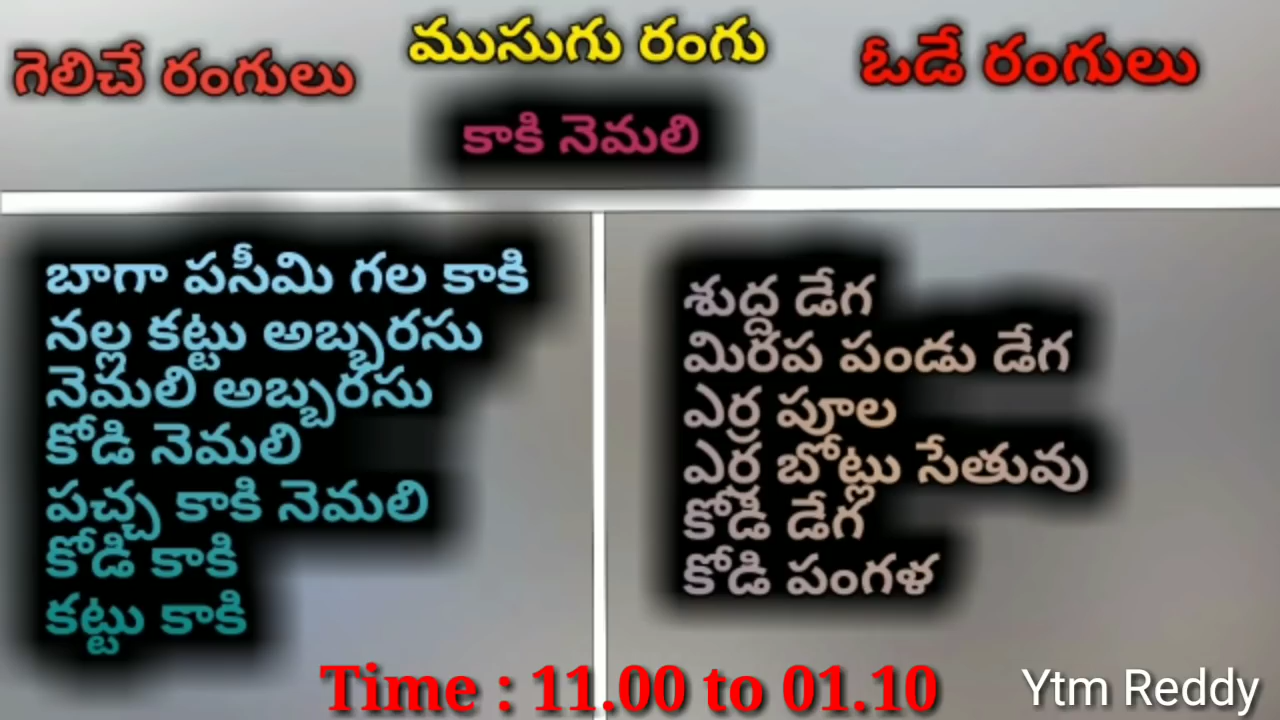 గెలిచే రంగులు
ముసుగు రంగు
ఓడే రంగులు
కాకి నెమలి
బాగా పసీమి గల కాకి
నల్ల కట్టు అబ్బరసు
నెమలి అబ్బరసు
కోడి నెమలి
పచ్చ కాకి నెమలి
కోడి కాకి
కట్టు కాకి
శుద్ద డేగ
మిరప పండు డేగ
ఎర్ర పూల
ఎర్ర బోట్లు సేతువు
కోడి డేగ
కోడి పంగళ
Time : 11.00 to 01.10
Ytm Reddy